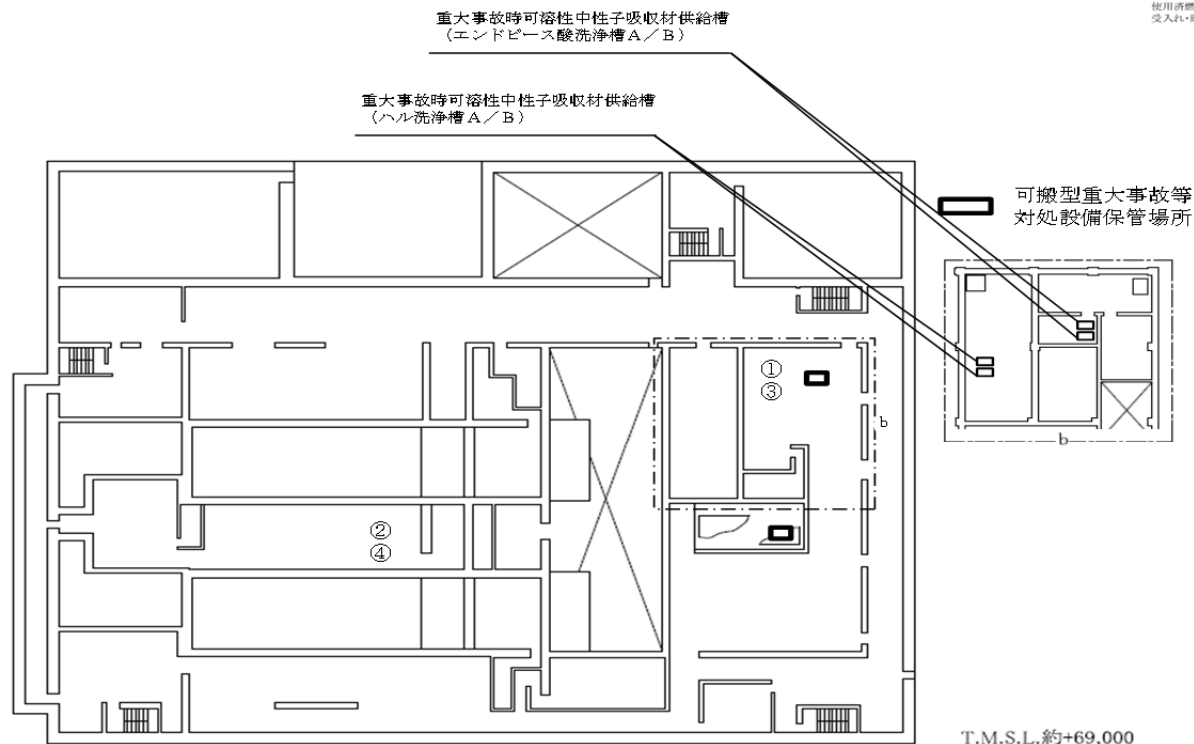 重大事故時可溶性中性子吸収材供給槽
（エンドピース酸洗浄槽A／B）
重大事故時可溶性中性子吸収材供給槽
（ハル洗浄槽A／B）
可搬型重大事故等
対処設備保管場所
①
③
b
b
②
④
T.M.S.L.約+69,000